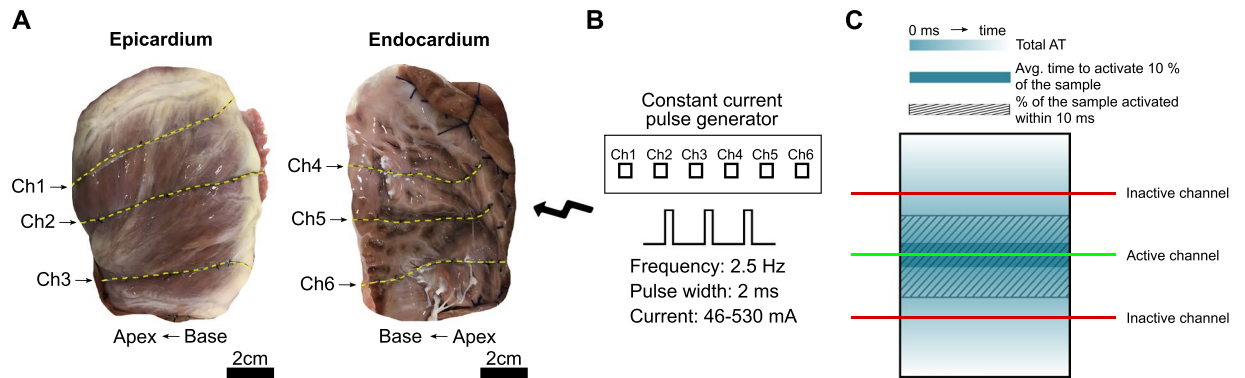 A
Epicardium
Ch1
Ch2
Ch3
Apex ← Base
2cm
Endocardium
Ch4
Ch5
Ch6
Base ← Apex
2cm
B
Constant current
pulse generator
Ch1 Ch2 Ch3 Ch4 Ch5 Ch6
Frequency: 2.5 Hz
Pulse width: 2 ms
Current: 46-530 mA
C
0 ms → time
Total AT
Avg. time to activate 10 %
of the sample
% of the sample activated
within 10 ms
Inactive channel
Active channel
Inactive channel